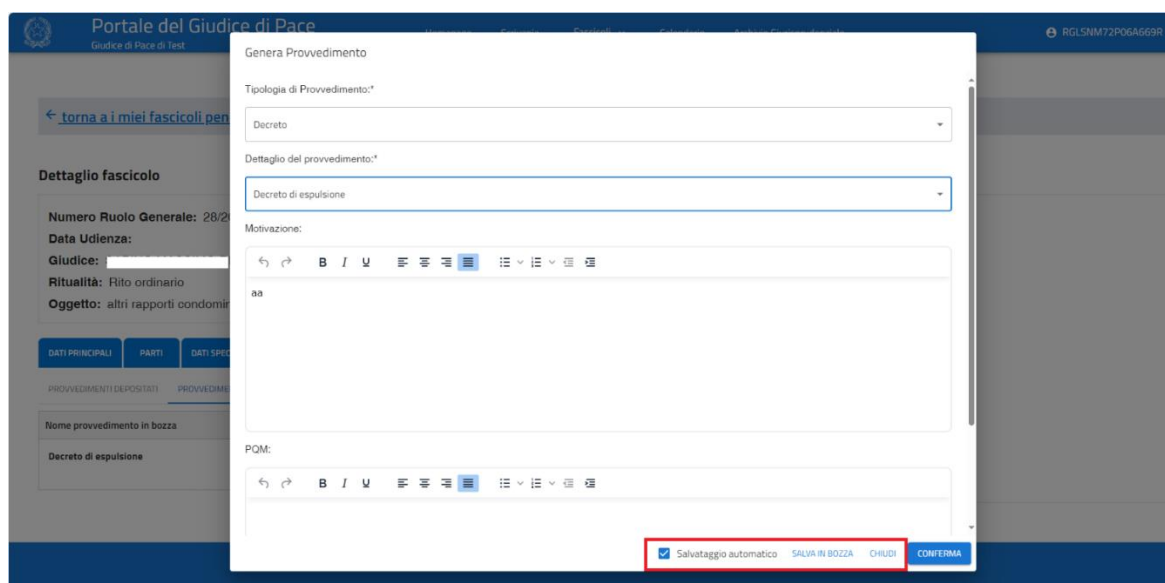 Portale del Giudice di Pace
Giudice di Pace di Test
RGLSNM72P06A669R
Genera Provvedimento
Tipologia di Provvedimento:*
← torna a i miei fascicoli pen
Decreto
Dettaglio del provvedimento:*
Dettaglio fascicolo
Decreto di espulsione
Numero Ruolo Generale: 28/2
Motivazione:
Data Udienza:
Giudice:
B I U
Ritualità: Rito ordinario
aa
Oggetto: altri rapporti condomir
DATI PRINCIPALI PARTI DATI SPEC
PROVVEDIMENTI DEPOSITATI PROVVEDIME
Nome provvedimento in bozza
PQM:
Decreto di espulsione
B I U
Salvataggio automatico SALVA IN BOZZA CHIUDI CONFERMA